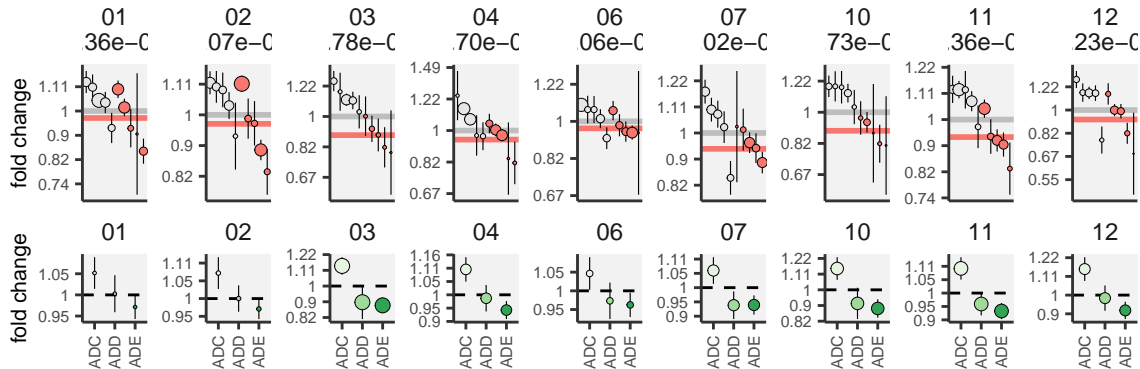 01 02 03 04 06 07 10 11 12
.36e−0 .07e−0 .78e−0 .70e−0 .06e−0 .02e−0 .73e−0 .36e−0 .23e−0
fold change
1.11 1 0.9 0.82 0.74
1.11 1 0.9 0.82
1.22 1 0.82 0.67
1.49 1.22 1 0.82 0.67
1.22 1 0.82 0.67
1.22 1.11 1 0.9 0.82
1.22 1 0.82 0.67
1.22 1.11 1 0.9 0.82 0.74
1.22 1 0.82 0.67 0.55
01 02 03 04 06 07 10 11 12
fold change
1.05 1 0.95
1.11 1.05 1 0.95
1.22 1.11 1 0.9 0.82
1.16 1.11 1.05 1 0.95 0.9
1.05 1 0.95
1.11 1.05 1 0.95 0.9
1.22 1.11 1 0.9 0.82
1.11 1.05 1 0.95 0.9
1.22 1.11 1 0.9
ADC ADD ADE
ADC ADD ADE
ADC ADD ADE
ADC ADD ADE
ADC ADD ADE
ADC ADD ADE
ADC ADD ADE
ADC ADD ADE
ADC ADD ADE